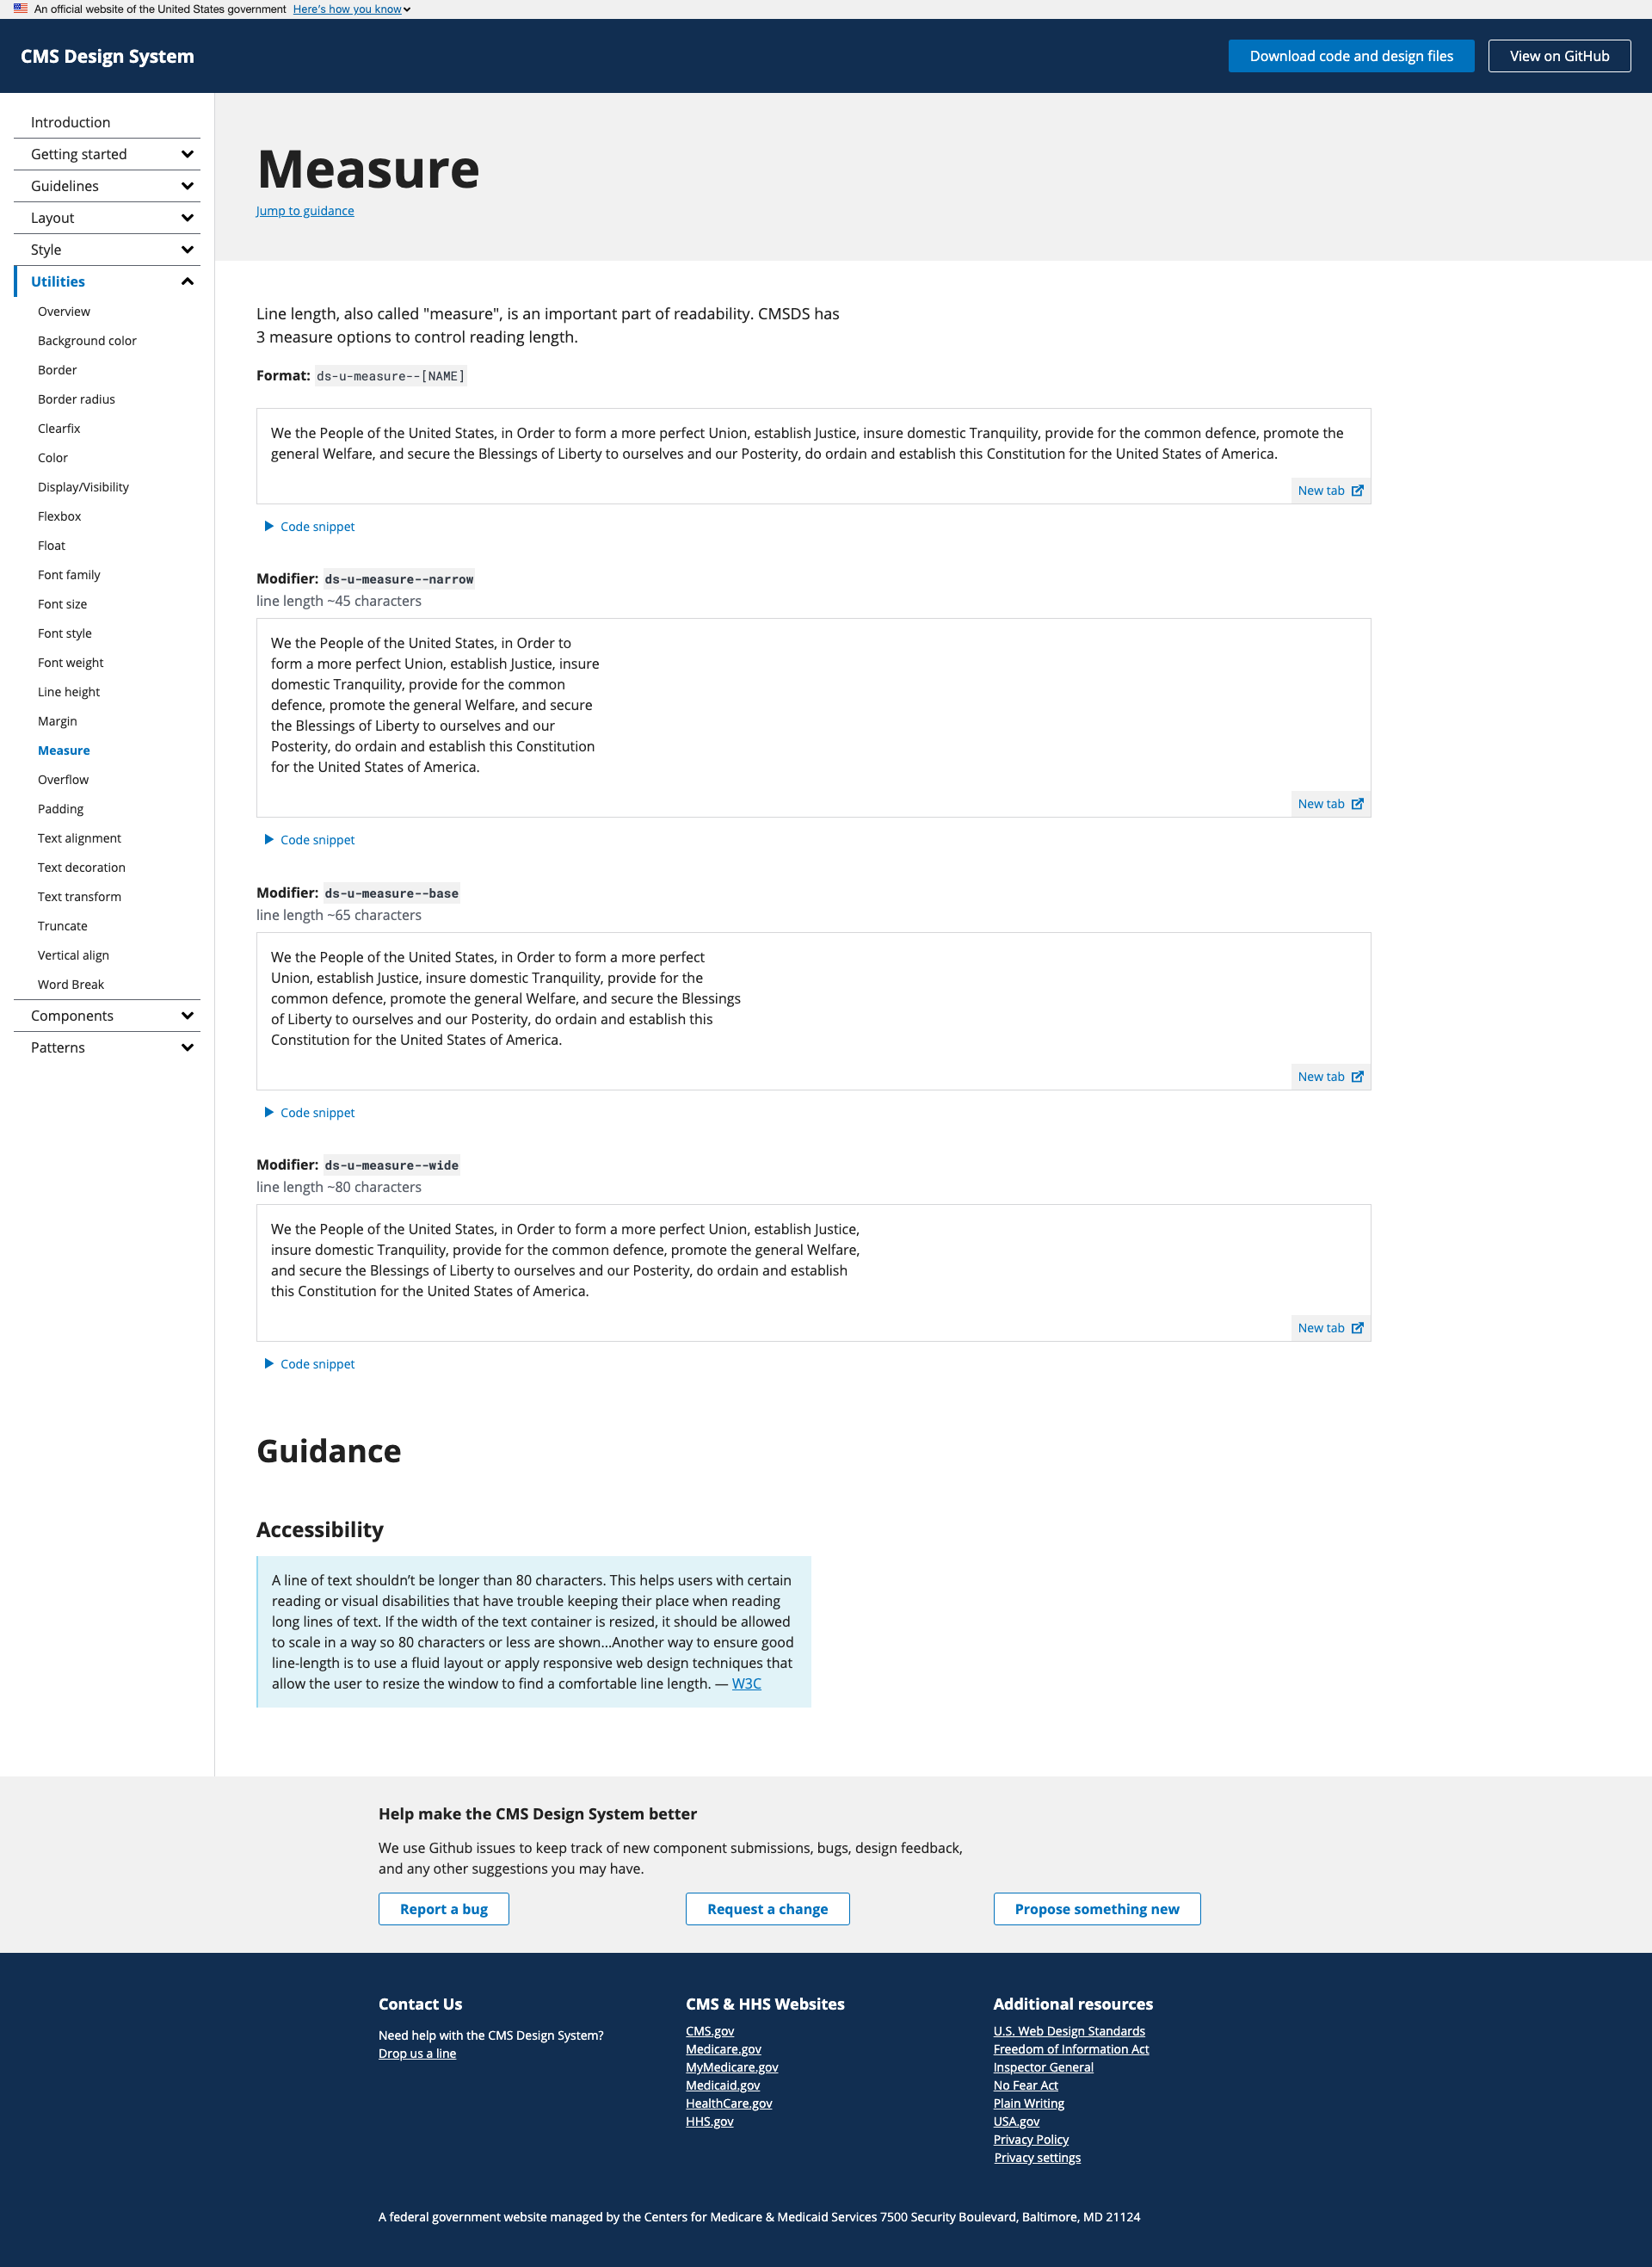 An official website of the United States government Here's how you know
CMS Design System
Download code and design files
View on GitHub
Introduction
Getting started
Guidelines
Layout
Style
Utilities
Overview
Background color
Border
Border radius
Clearfix
Color
Display/Visibility
Flexbox
Float
Font family
Font size
Font style
Font weight
Line height
Margin
Measure
Overflow
Padding
Text alignment
Text decoration
Text transform
Truncate
Vertical align
Word Break
Components
Patterns
Measure
Jump to guidance
Line length, also called "measure", is an important part of readability. CMSDS has
3 measure options to control reading length.
Format: ds-u-measure--[NAME]
We the People of the United States, in Order to form a more perfect Union, establish Justice, insure domestic Tranquility, provide for the common defence, promote the
general Welfare, and secure the Blessings of Liberty to ourselves and our Posterity, do ordain and establish this Constitution for the United States of America.
New tab
Code snippet
Modifier: ds-u-measure--narrow
line length ~45 characters
We the People of the United States, in Order to
form a more perfect Union, establish Justice, insure
domestic Tranquility, provide for the common
defence, promote the general Welfare, and secure
the Blessings of Liberty to ourselves and our
Posterity, do ordain and establish this Constitution
for the United States of America.
New tab
Code snippet
Modifier: ds-u-measure--base
line length ~65 characters
We the People of the United States, in Order to form a more perfect
Union, establish Justice, insure domestic Tranquility, provide for the
common defence, promote the general Welfare, and secure the Blessings
of Liberty to ourselves and our Posterity, do ordain and establish this
Constitution for the United States of America.
New tab
Code snippet
Modifier: ds-u-measure--wide
line length ~80 characters
We the People of the United States, in Order to form a more perfect Union, establish Justice,
insure domestic Tranquility, provide for the common defence, promote the general Welfare,
and secure the Blessings of Liberty to ourselves and our Posterity, do ordain and establish
this Constitution for the United States of America.
New tab
Code snippet
Guidance
Accessibility
A line of text shouldn’t be longer than 80 characters. This helps users with certain
reading or visual disabilities that have trouble keeping their place when reading
long lines of text. If the width of the text container is resized, it should be allowed
to scale in a way so 80 characters or less are shown…Another way to ensure good
line-length is to use a fluid layout or apply responsive web design techniques that
allow the user to resize the window to find a comfortable line length. — W3C
Help make the CMS Design System better
We use Github issues to keep track of new component submissions, bugs, design feedback,
and any other suggestions you may have.
Report a bug
Request a change
Propose something new
Contact Us
Need help with the CMS Design System?
Drop us a line
CMS & HHS Websites
CMS.gov
Medicare.gov
MyMedicare.gov
Medicaid.gov
HealthCare.gov
HHS.gov
Additional resources
U.S. Web Design Standards
Freedom of Information Act
Inspector General
No Fear Act
Plain Writing
USA.gov
Privacy Policy
Privacy settings
A federal government website managed by the Centers for Medicare & Medicaid Services 7500 Security Boulevard, Baltimore, MD 21124